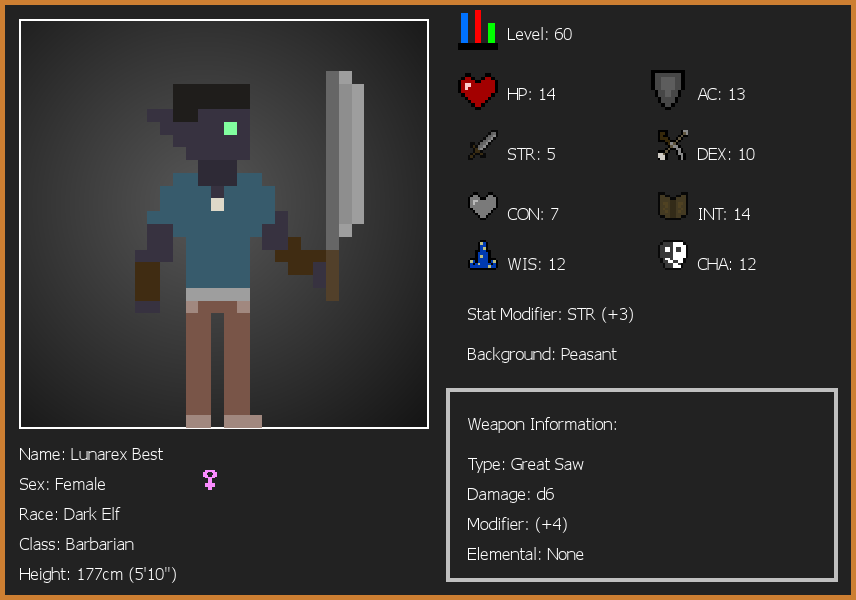 Level: 60
HP: 14
AC: 13
STR: 5
DEX: 10
CON: 7
INT: 14
WIS: 12
CHA: 12
Stat Modifier: STR (+3)
Background: Peasant
Weapon Information:
Type: Great Saw
Damage: d6
Modifier: (+4)
Elemental: None
Name: Lunarex Best
Sex: Female
Race: Dark Elf
Class: Barbarian
Height: 177cm (5'10")